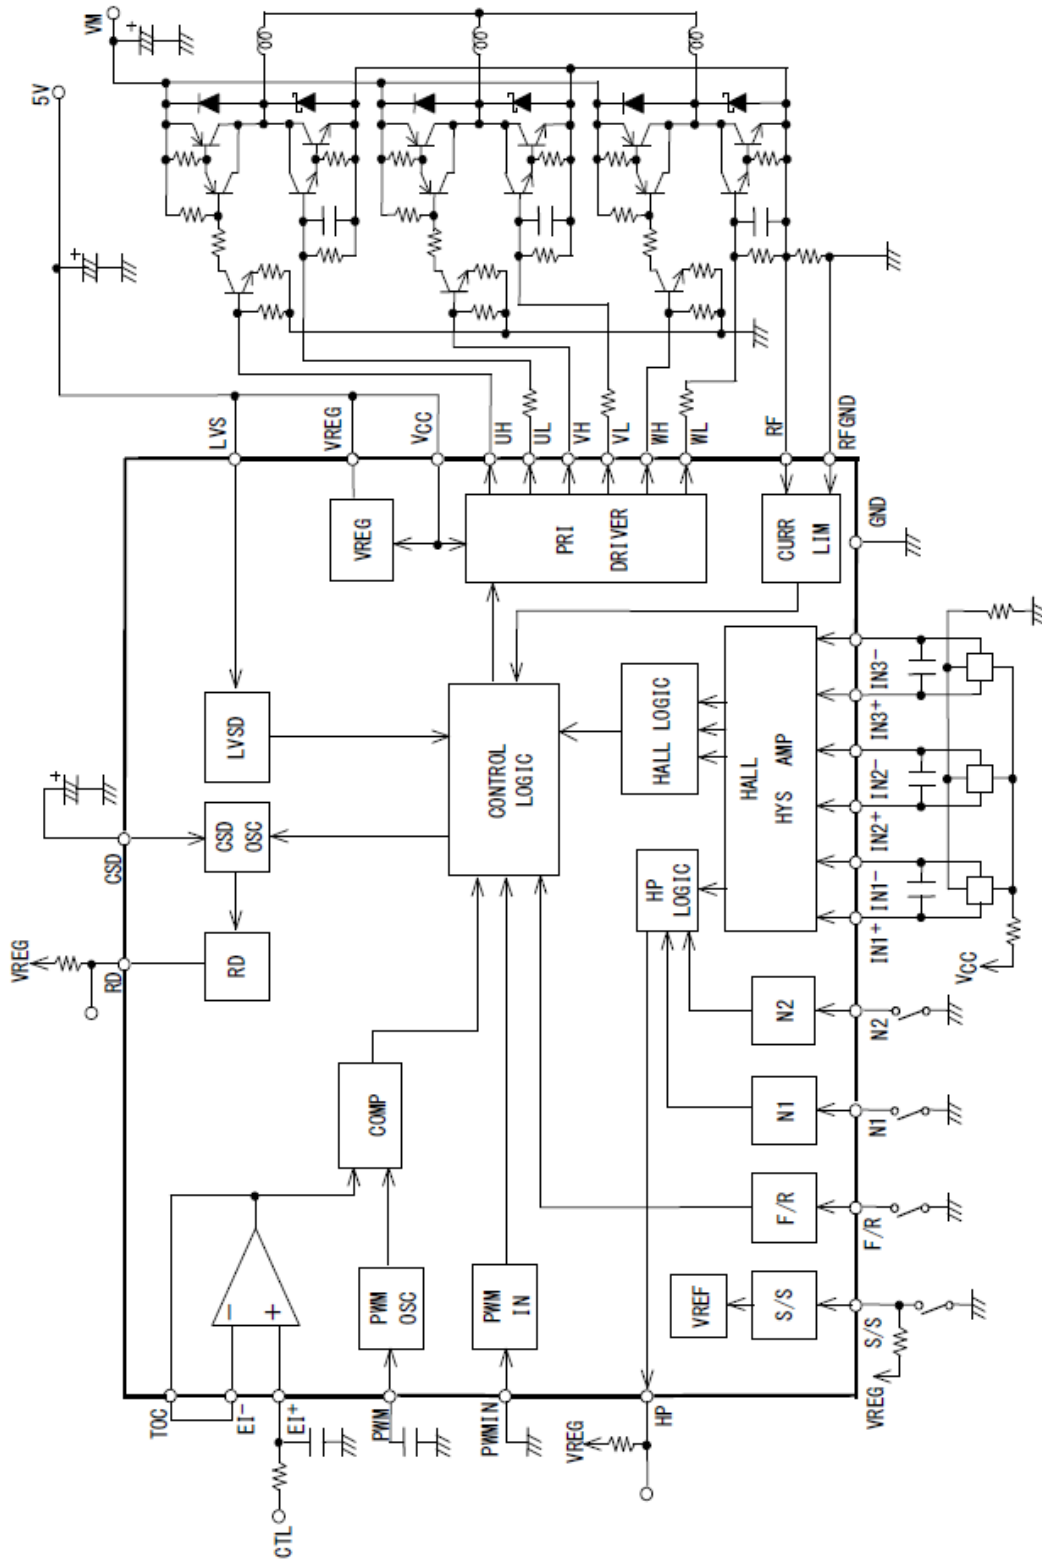 VM
5V
LVS
VREG
VCC
UH
UL
VH
VL
WH
WL
RF
RFGND
VREG
PRI
DRIVER
CURR
LIM
GND
LVSD
CONTROL
LOGIC
HALL LOGIC
HALL
HYS AMP
IN3-
IN3+
IN2-
IN2+
IN1-
IN1+
CSD
CSD
OSC
HP
LOGIC
VREG
RD
RD
VCC
N2
N2
COMP
N1
N1
F/R
F/R
PWM
OSC
PWM
IN
VREF
S/S
S/S
VREG
-
+
TOC
EI-
EI+
PWM
PWMIN
HP
VREG
CTL
+
+
+